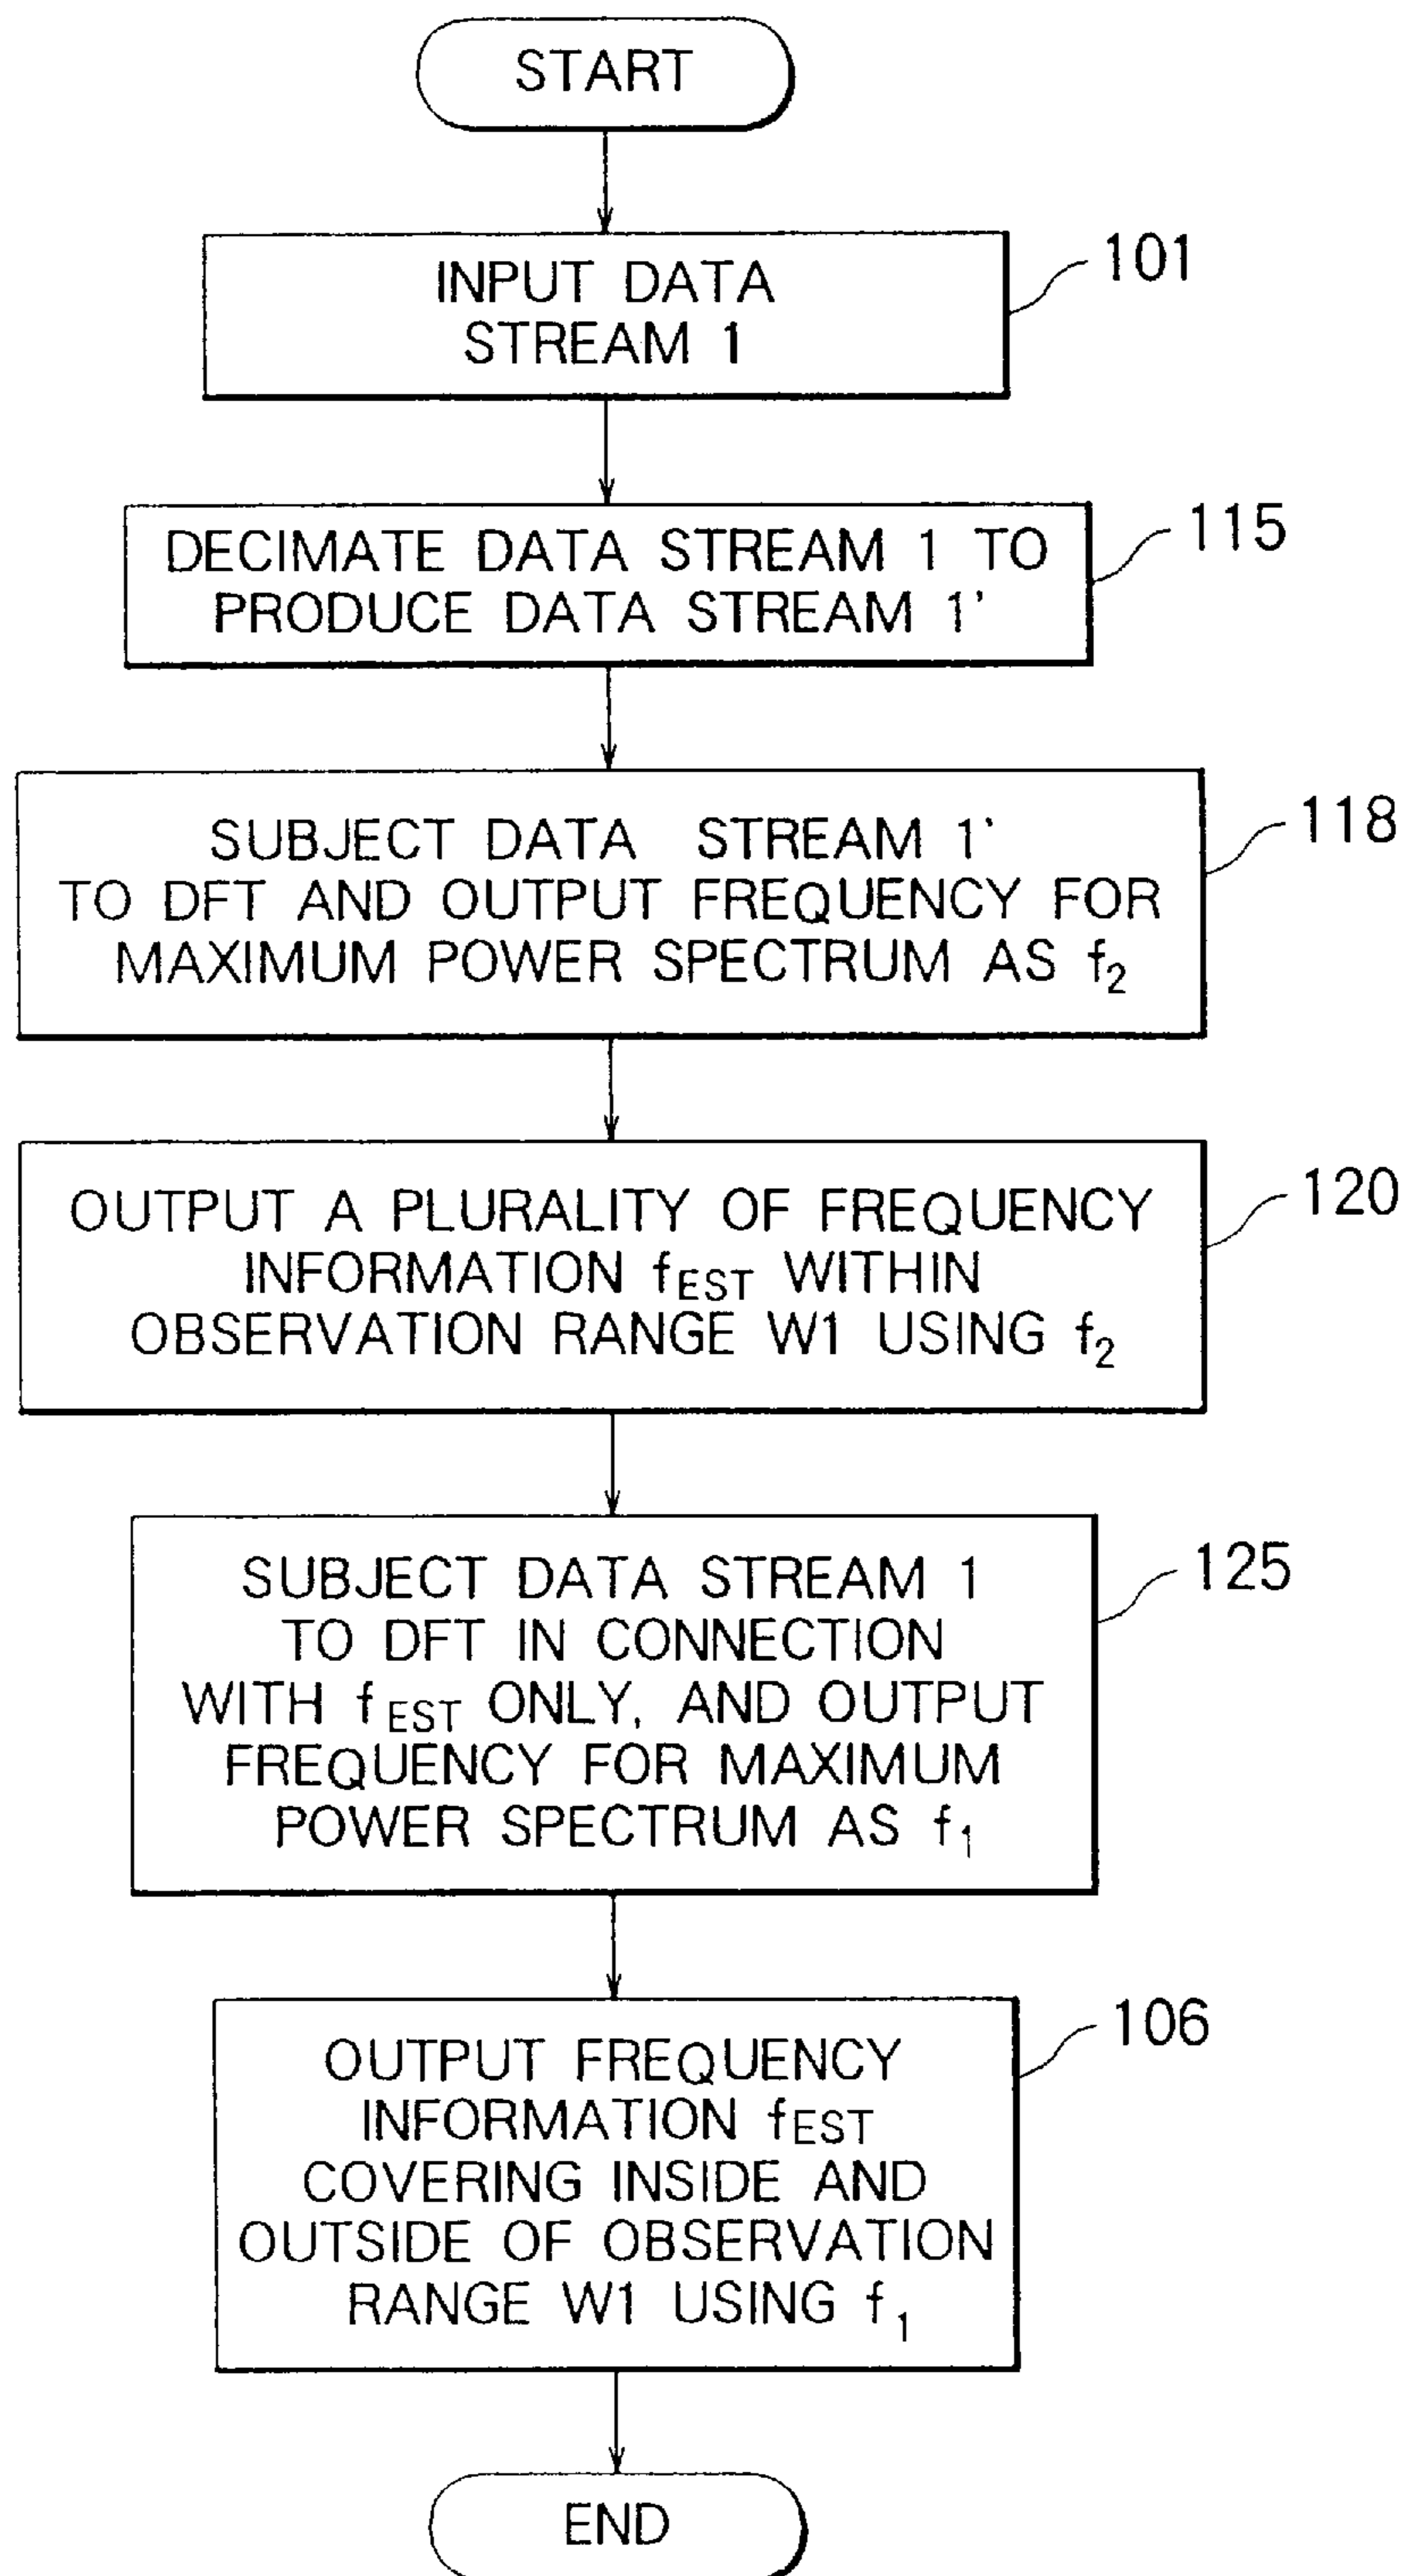 START
INPUT DATA
STREAM 1
101
DECIMATE DATA STREAM 1 TO
PRODUCE DATA STREAM 1'
115
SUBJECT DATA STREAM 1'
TO DFT AND OUTPUT FREQUENCY FOR
MAXIMUM POWER SPECTRUM AS f₂
118
OUTPUT A PLURALITY OF FREQUENCY
INFORMATION fEST WITHIN
OBSERVATION RANGE W1 USING f₂
120
SUBJECT DATA STREAM 1
TO DFT IN CONNECTION
WITH fEST ONLY, AND OUTPUT
FREQUENCY FOR MAXIMUM
POWER SPECTRUM AS f₁
125
OUTPUT FREQUENCY
INFORMATION fEST
COVERING INSIDE AND
OUTSIDE OF OBSERVATION
RANGE W1 USING f₁
106
END